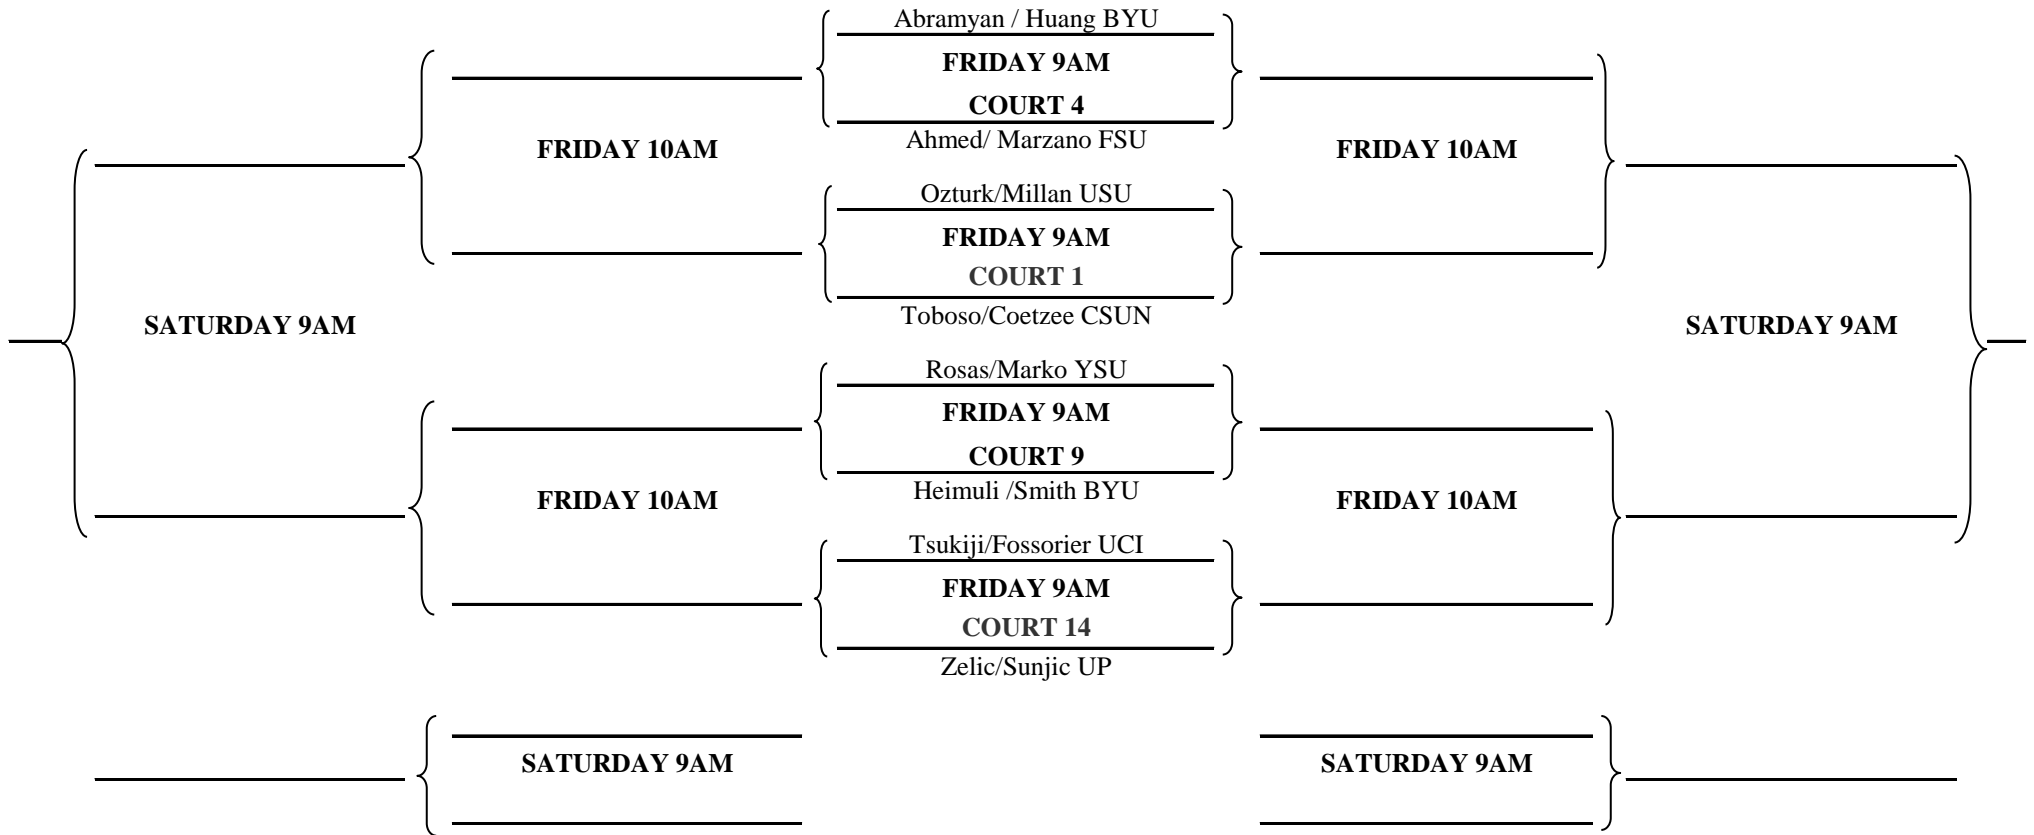 Abramyan / Huang BYU
FRIDAY 9AM
COURT 4
Ahmed/ Marzano FSU
FRIDAY 10AM
FRIDAY 10AM
Ozturk/Millan USU
FRIDAY 9AM
COURT 1
Toboso/Coetzee CSUN
SATURDAY 9AM
SATURDAY 9AM
Rosas/Marko YSU
FRIDAY 9AM
COURT 9
Heimuli /Smith BYU
FRIDAY 10AM
FRIDAY 10AM
Tsukiji/Fossorier UCI
FRIDAY 9AM
COURT 14
Zelic/Sunjic UP
SATURDAY 9AM
SATURDAY 9AM